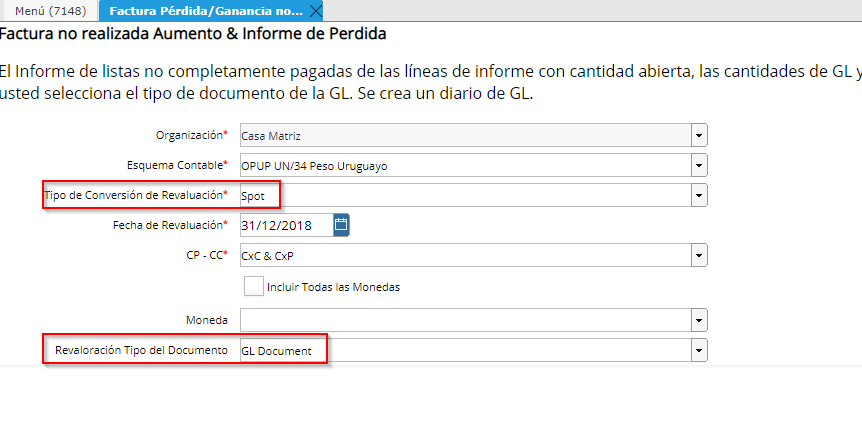 Menú (7148)
Factura Pérdida/Ganancia no...
Factura no realizada Aumento & Informe de Perdida
El Informe de listas no completamente pagadas de las líneas de informe con cantidad abierta, las cantidades de GL y
usted selecciona el tipo de documento de la GL. Se crea un diario de GL.
Organización* Casa Matriz
Esquema Contable* OPUP UN/34 Peso Uruguayo
Tipo de Conversión de Revaluación* Spot
Fecha de Revaluación* 31/12/2018
CP - CC* CxC & CxP
Incluir Todas las Monedas
Moneda
Revaloración Tipo del Documento GL Document